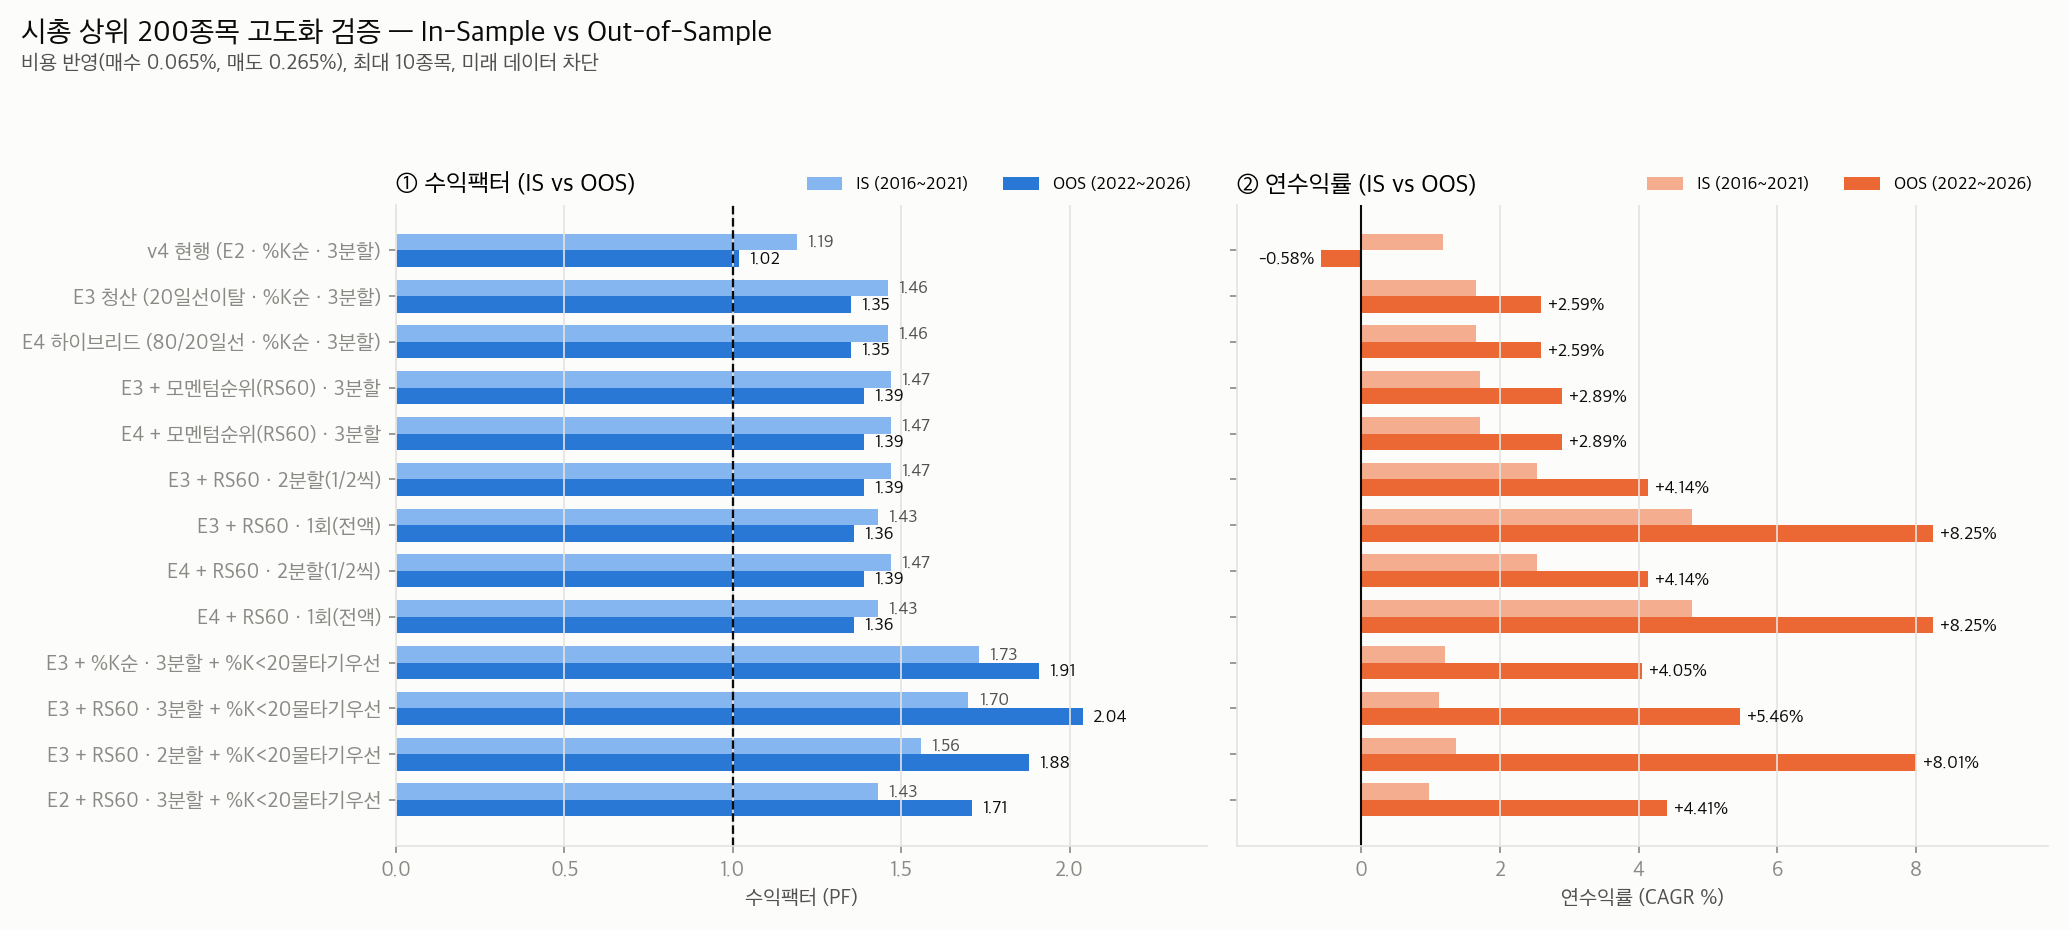 시총 상위 200종목 고도화 검증 — In-Sample vs Out-of-Sample
비용 반영(매수 0.065%, 매도 0.265%), 최대 10종목, 미래 데이터 차단
① 수익팩터 (IS vs OOS)
IS (2016~2021)
OOS (2022~2026)
v4 현행 (E2 · %K순 · 3분할)
1.19
1.02
E3 청산 (20일선이탈 · %K순 · 3분할)
1.46
1.35
E4 하이브리드 (80/20일선 · %K순 · 3분할)
1.46
1.35
E3 + 모멘텀순위(RS60) · 3분할
1.47
1.39
E4 + 모멘텀순위(RS60) · 3분할
1.47
1.39
E3 + RS60 · 2분할(1/2씩)
1.47
1.39
E3 + RS60 · 1회(전액)
1.43
1.36
E4 + RS60 · 2분할(1/2씩)
1.47
1.39
E4 + RS60 · 1회(전액)
1.43
1.36
E3 + %K순 · 3분할 + %K<20물타기우선
1.73
1.91
E3 + RS60 · 3분할 + %K<20물타기우선
1.70
2.04
E3 + RS60 · 2분할 + %K<20물타기우선
1.56
1.88
E2 + RS60 · 3분할 + %K<20물타기우선
1.43
1.71
0.0 0.5 1.0 1.5 2.0
수익팩터 (PF)
② 연수익률 (IS vs OOS)
IS (2016~2021)
OOS (2022~2026)
-0.58%
+2.59%
+2.59%
+2.89%
+2.89%
+4.14%
+8.25%
+4.14%
+8.25%
+4.05%
+5.46%
+8.01%
+4.41%
0 2 4 6 8
연수익률 (CAGR %)